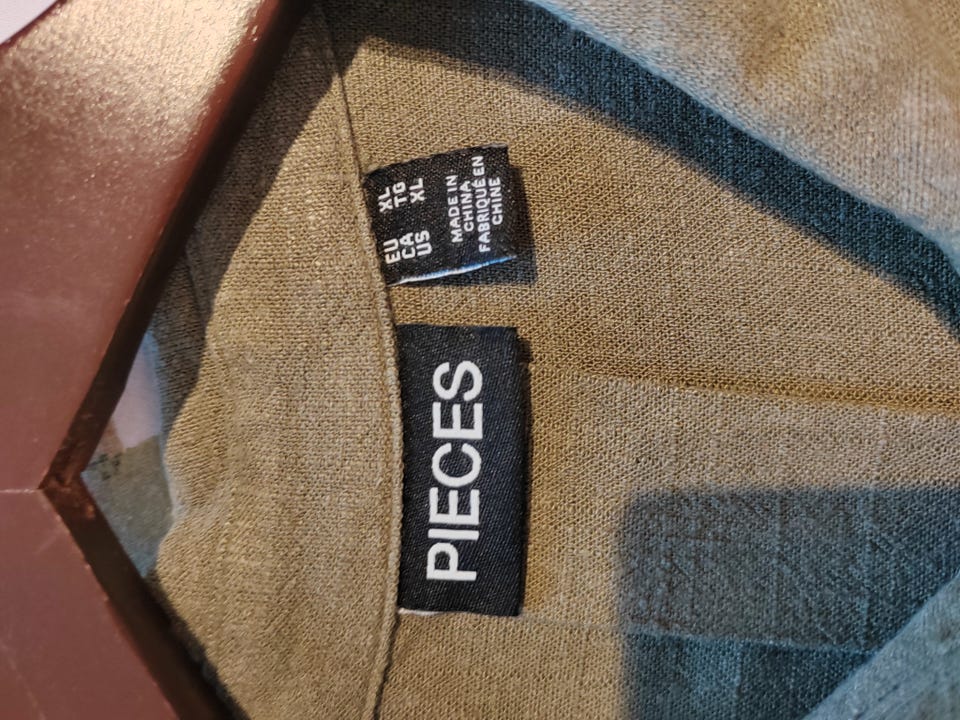 EU XL
CA TG
US XL
MADE IN
CHINA
FABRIQUÉ EN
CHINE
PIECES